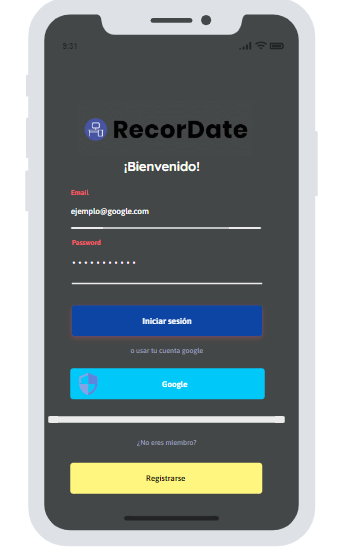 5:31
RecorDate
¡Bienvenido!
Email
ejemplo@google.com
Password
Iniciar sesión
o usar tu cuenta google
Google
¿No eres miembro?
Registrarse